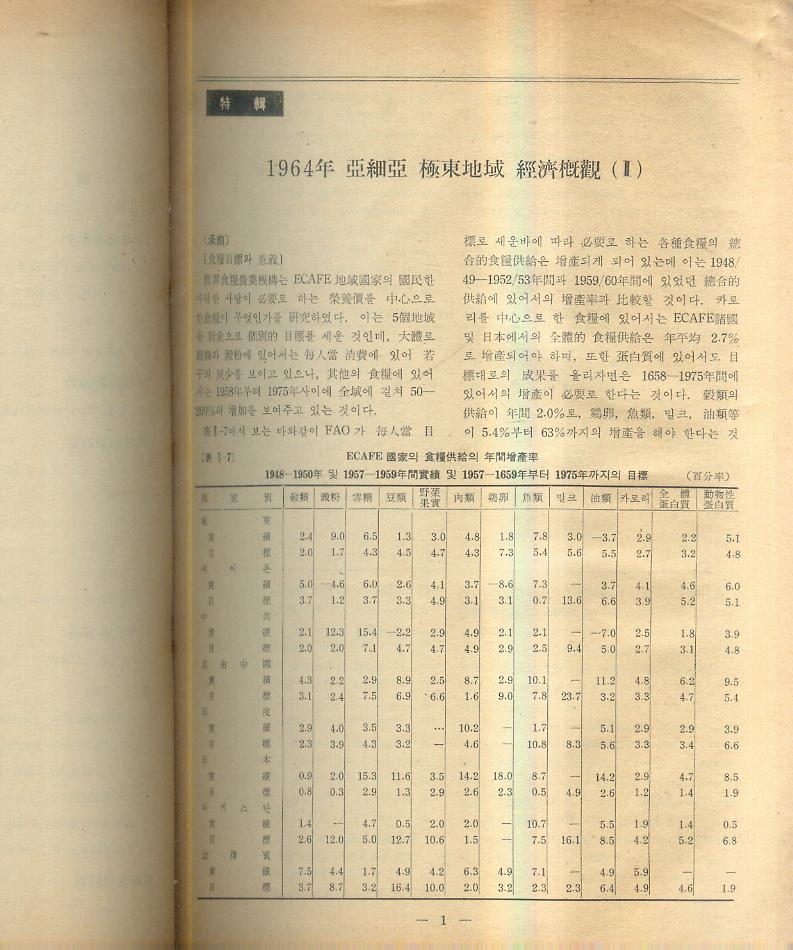 特輯
1964年 亞細亞 極東地域 經濟槪觀 (Ⅱ)
〈承前〉
[食糧目標와 意義]
世界食糧農業機構는 ECAFE 地域國家의 國民한
사람한 사람이 必要로 하는 榮養價를 中心으로
한食糧이 무엇인가를 硏究하였다. 이는 5個地域
을 對象으로 個別的 目標를 세운 것인데, 大體로
穀類와 澱粉에 있어서는 每人當 消費에 있어 若
干의 減少를 보이고 있으나, 其他의 食糧에 있어
서는 1958年부터 1975年사이에 全域에 걸쳐 50—
200%의 增加를 보여주고 있는 것이다.
表Ⅱ-7에서 보는 바와같이 FAO가 每人當 目
標로 세운바에 따라 必要로 하는 各種食糧의 總
合的食糧供給은 增産되게 되어 있는데 이는 1948/
49—1952/53年間과 1959/60年間에 있었던 總合的
供給에 있어서의 增産率과 比較할 것이다. 카로
리를 中心으로 한 食糧에 있어서는 ECAFE諸國
및 日本에서의 全體的 食糧供給은 年平均 2.7%
로 增産되어야 하며, 또한 蛋白質에 있어서도 目
標대로의 成果를 올리자면은 1658—1975年間에
있어서의 增産이 必要로 한다는 것이다. 穀類의
供給이 年間 2.0%로, 鷄卵, 魚類, 밀크, 油類等
이 5.4%부터 63%까지의 增産을 해야 한다는 것
[表 Ⅱ-7] ECAFE 國家의 食糧供給의 年間增産率
1948—1950年 및 1957—1959年間實績 및 1957—1659年부터 1975年까지의 目標 (百分率)
國家別 穀類 澱粉 雪糖 豆類 野菜果實 肉類 鷄卵 魚類 밀크 油類 카로리 全體蛋白質 動物性蛋白質
極東
實績 2.4 9.0 6.5 1.3 3.0 4.8 1.8 7.8 3.0 —3.7 2.9 2.2 5.1
目標 2.0 1.7 4.3 4.5 4.7 4.3 7.3 5.4 5.6 5.5 2.7 3.2 4.8
세이론
實績 5.0 —4.6 6.0 2.6 4.1 3.7 —8.6 7.3 — 3.7 4.1 4.6 6.0
目標 3.7 1.2 3.7 3.3 4.9 3.1 3.1 0.7 13.6 6.6 3.9 5.2 5.1
中共
實績 2.1 12.3 15.4 —2.2 2.9 4.9 2.1 2.1 — —7.0 2.5 1.8 3.9
目標 2.0 2.0 7.1 4.7 4.7 4.9 2.9 2.5 9.4 5.0 2.7 3.1 4.8
自由中國
實績 4.3 2.2 2.9 8.9 2.5 8.7 9.0 10.1 — 11.2 4.8 6.2 9.5
目標 3.1 2.4 7.5 6.9 -6.6 1.6 9.0 7.8 23.7 3.2 3.3 4.7 5.4
印度
實績 2.9 4.0 3.5 3.3 … 10.2 — 1.7 — 5.1 2.9 2.9 3.9
目標 2.3 3.9 4.3 3.2 — 4.6 — 10.8 8.3 5.6 3.3 3.4 6.6
日本
實績 0.9 2.0 15.3 11.6 3.5 14.2 18.0 8.7 — 14.2 2.9 4.7 8.5
目標 0.8 0.3 2.9 1.3 2.9 2.6 2.3 0.5 4.9 2.6 1.2 1.4 1.9
파키스탄
實績 1.4 — 4.7 0.5 2.0 2.0 — 10.7 — 5.5 1.9 1.4 0.5
目標 2.6 12.0 5.0 12.7 10.6 1.5 — 7.5 16.1 8.5 4.2 5.2 6.8
比律賓
實績 7.5 4.4 1.7 4.9 4.2 6.3 4.9 7.1 — 4.9 5.9 — —
目標 3.7 8.7 3.2 16.4 10.0 2.0 3.2 2.3 2.3 6.4 4.9 4.6 1.9
— 1 —